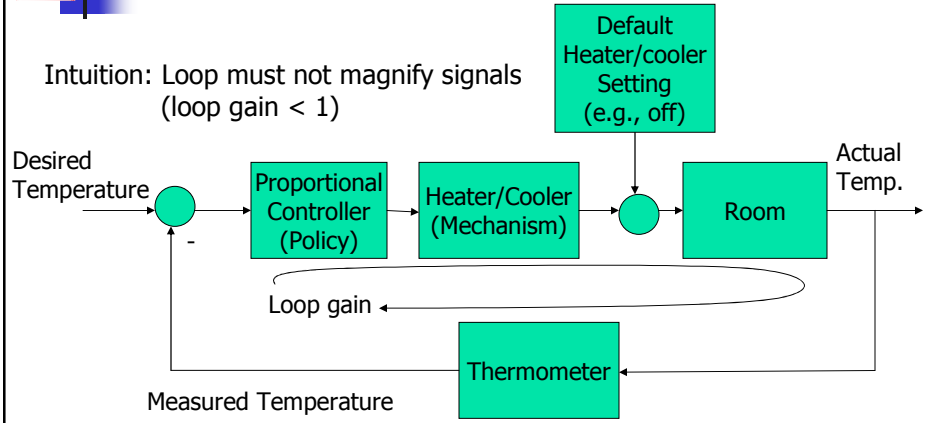 Default
Heater/cooler
Setting
(e.g., off)
Intuition: Loop must not magnify signals
(loop gain < 1)
Desired
Temperature
-
Proportional
Controller
(Policy)
Heater/Cooler
(Mechanism)
Room
Actual
Temp.
Loop gain
Thermometer
Measured Temperature